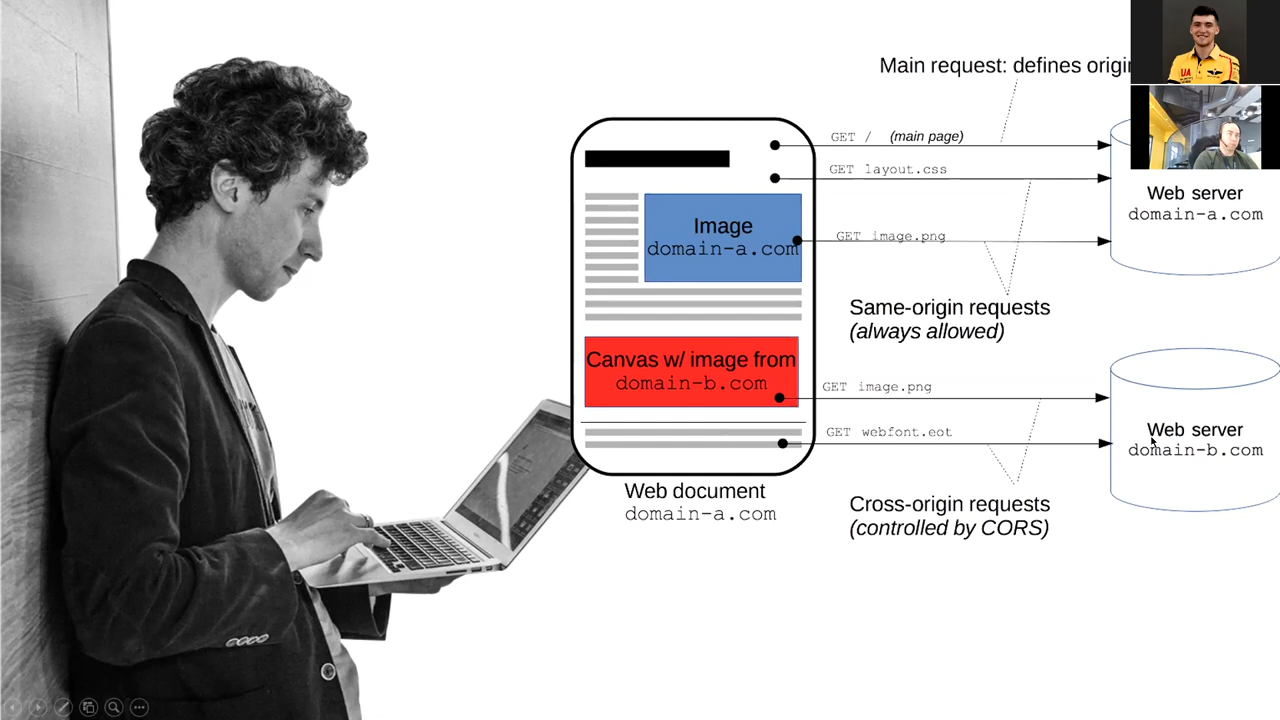 Main request: defines origin
GET / (main page)
GET layout.css
Image
domain-a.com
GET image.png
Web server
domain-a.com
Same-origin requests
(always allowed)
Canvas w/ image from
domain-b.com
GET image.png
GET webfont.eot
Web server
domain-b.com
Web document
domain-a.com
Cross-origin requests
(controlled by CORS)
UA